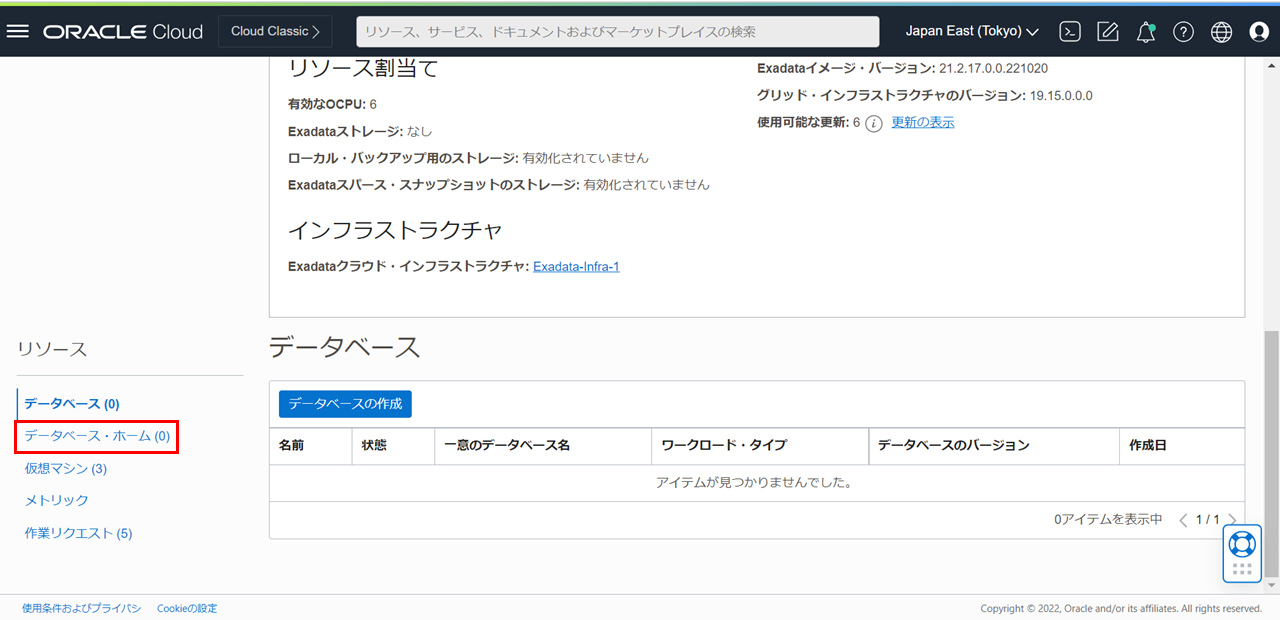 ORACLE Cloud
Cloud Classic
リソース、サービス、ドキュメントおよびマーケットプレイスの検索
Japan East (Tokyo)
リソース割当て
有効なOCPU: 6
Exadataストレージ: なし
ローカル・バックアップ用のストレージ: 有効化されていません
Exadataスパース・スナップショットのストレージ: 有効化されていません
Exadataイメージ・バージョン: 21.2.17.0.0.221020
グリッド・インフラストラクチャのバージョン: 19.15.0.0.0
使用可能な更新: 6 i 更新の表示
インフラストラクチャ
Exadataクラウド・インフラストラクチャ: Exadata-Infra-1
リソース
データベース (0)
データベース・ホーム (0)
仮想マシン (3)
メトリック
作業リクエスト (5)
データベース
データベースの作成
名前 状態 一意のデータベース名 ワークロード・タイプ データベースのバージョン 作成日
アイテムが見つかりませんでした。
0アイテムを表示中 1 / 1
使用条件およびプライバシ Cookieの設定
Copyright © 2022, Oracle and/or its affiliates. All rights reserved.